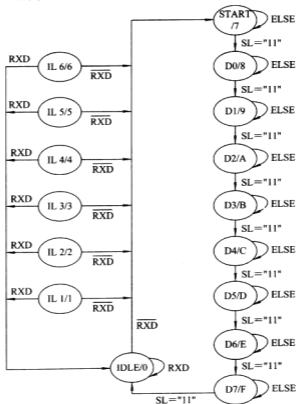 START
/7
ELSE
SL="11"
RXD
IL 6/6
RXD
D0/8
ELSE
SL="11"
RXD
IL 5/5
RXD
D1/9
ELSE
SL="11"
RXD
IL 4/4
RXD
D2/A
ELSE
SL="11"
RXD
IL 3/3
RXD
D3/B
ELSE
SL="11"
RXD
IL 2/2
RXD
D4/C
ELSE
SL="11"
RXD
IL 1/1
RXD
D5/D
ELSE
SL="11"
RXD
D6/E
ELSE
IDLE/0
RXD
SL="11"
D7/F
ELSE
SL="11"